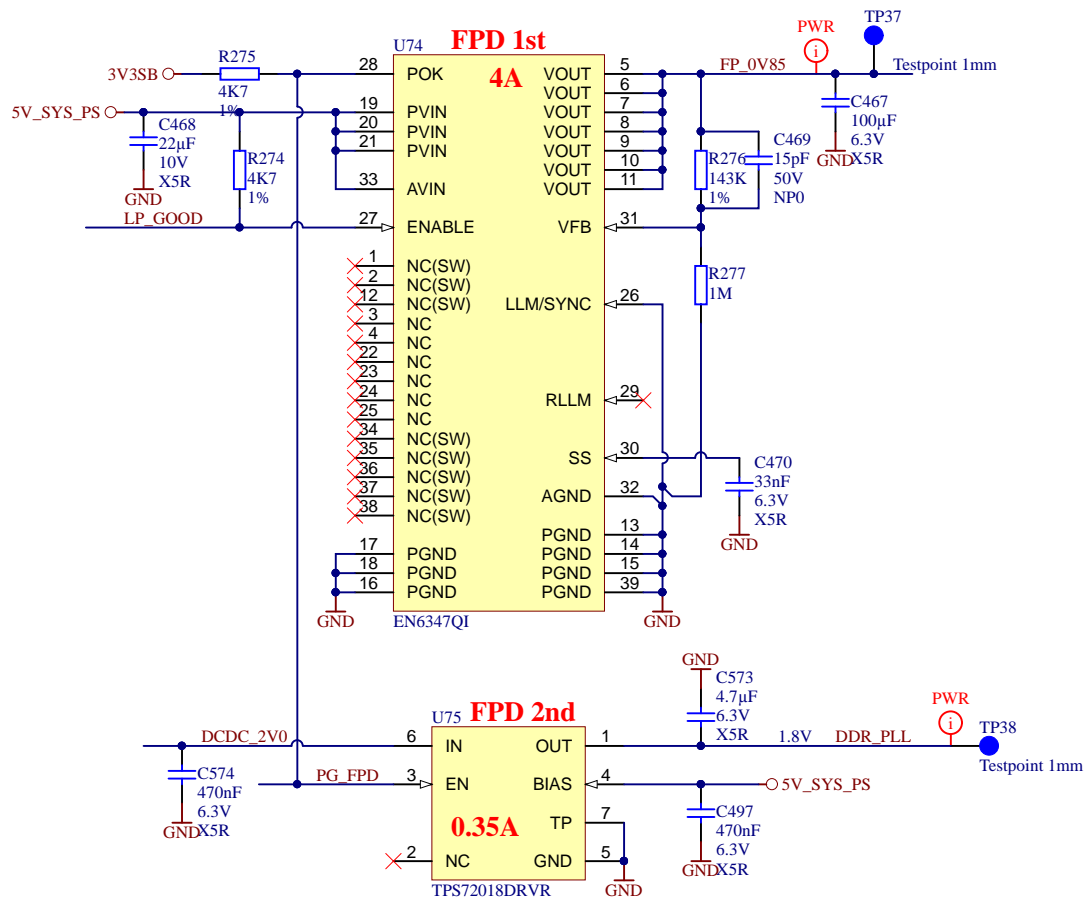 FPD 1st
U74
4A
R275
3V3SB
4K7
1%
5V_SYS_PS
C468
22µF
10V
X5R
GND
R274
4K7
1%
LP_GOOD
28 POK
19 PVIN
20 PVIN
21 PVIN
33 AVIN
27 ENABLE
1 NC(SW)
2 NC(SW)
12 NC(SW)
3 NC
4 NC
22 NC
23 NC
24 NC
25 NC
34 NC(SW)
35 NC(SW)
36 NC(SW)
37 NC(SW)
38 NC(SW)
17 PGND
18 PGND
16 PGND
GND
EN6347QI
VOUT 5
VOUT 6
VOUT 7
VOUT 8
VOUT 9
VOUT 10
VOUT 11
VFB 31
LLM/SYNC 26
RLLM 29
SS 30
AGND 32
PGND 13
PGND 14
PGND 15
PGND 39
GND
FP_0V85
PWR
i
TP37
Testpoint 1mm
C467
100µF
6.3V
X5R
GND
C469
15pF
50V
NP0
R276
143K
1%
R277
1M
C470
33nF
6.3V
X5R
GND
FPD 2nd
U75
0.35A
DCDC_2V0
C574
470nF
6.3V
X5R
GND
PG_FPD
6 IN
3 EN
2 NC
TPS72018DRVR
OUT 1
BIAS 4
TP 7
GND 5
GND
GND
C573
4.7µF
6.3V
X5R
1.8V
DDR_PLL
PWR
i
TP38
Testpoint 1mm
5V_SYS_PS
C497
470nF
6.3V
X5R
GND